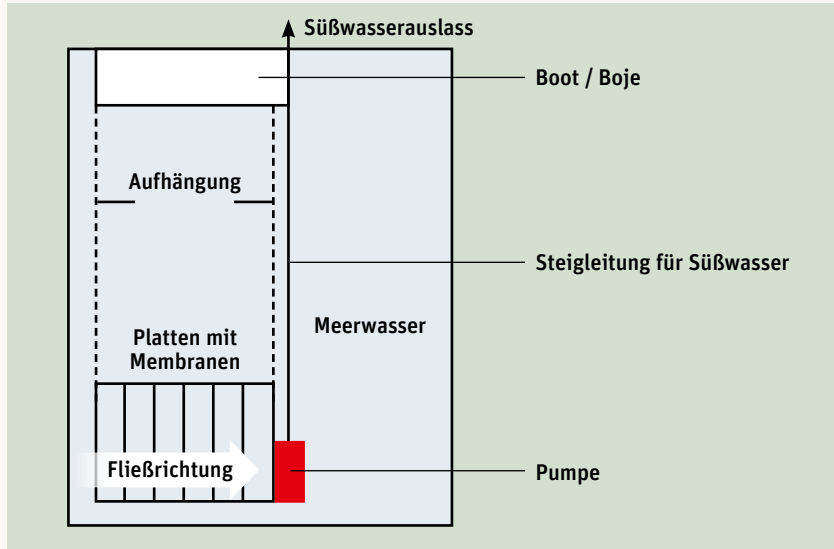 Süßwasserauslass
Boot / Boje
Aufhängung
Steigleitung für Süßwasser
Meerwasser
Platten mit
Membranen
Fließrichtung
Pumpe